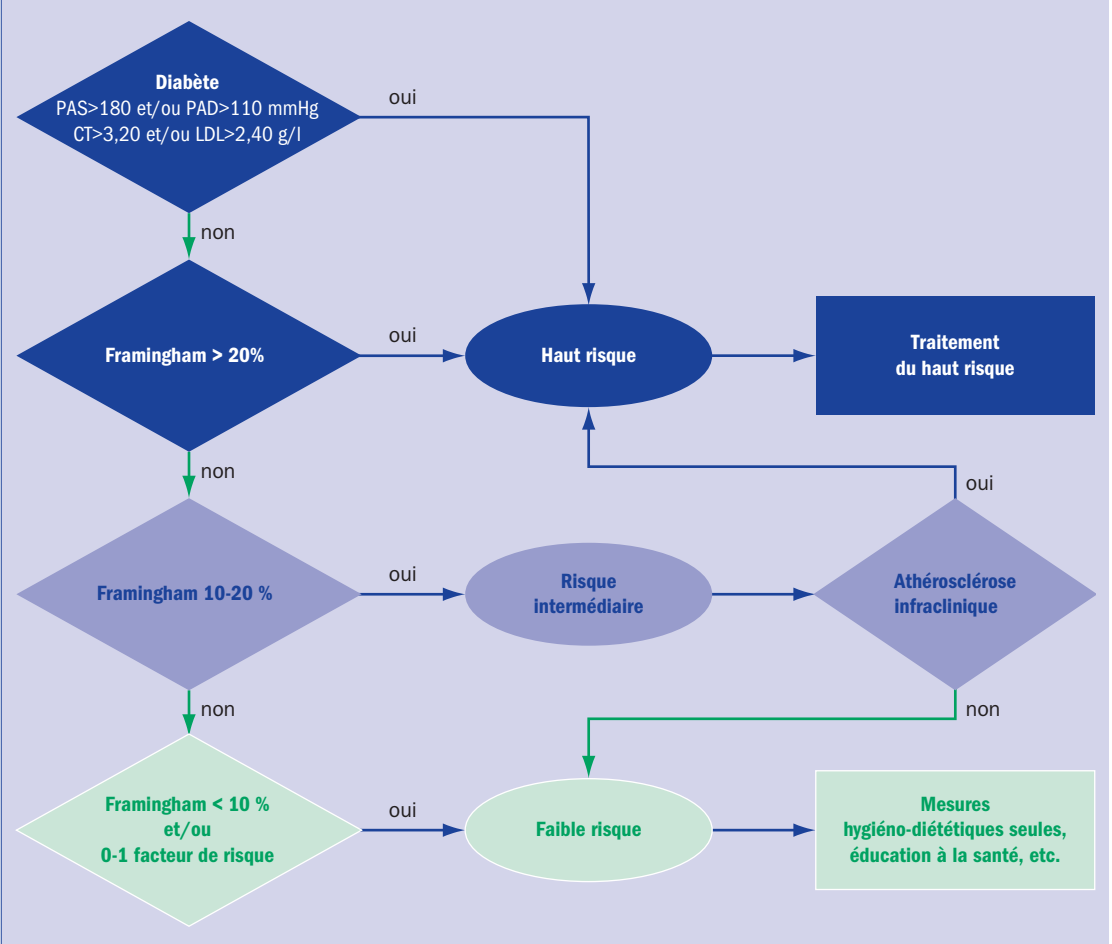 Diabète
PAS>180 et/ou PAD>110 mmHg
CT>3,20 et/ou LDL>2,40 g/l
oui
non
Framingham > 20%
oui
Haut risque
Traitement
du haut risque
non
oui
Framingham 10-20 %
oui
Risque
intermédiaire
Athérosclérose
infraclinique
non
non
Framingham < 10 %
et/ou
0-1 facteur de risque
oui
Faible risque
Mesures
hygiéno-diététiques seules,
éducation à la santé, etc.